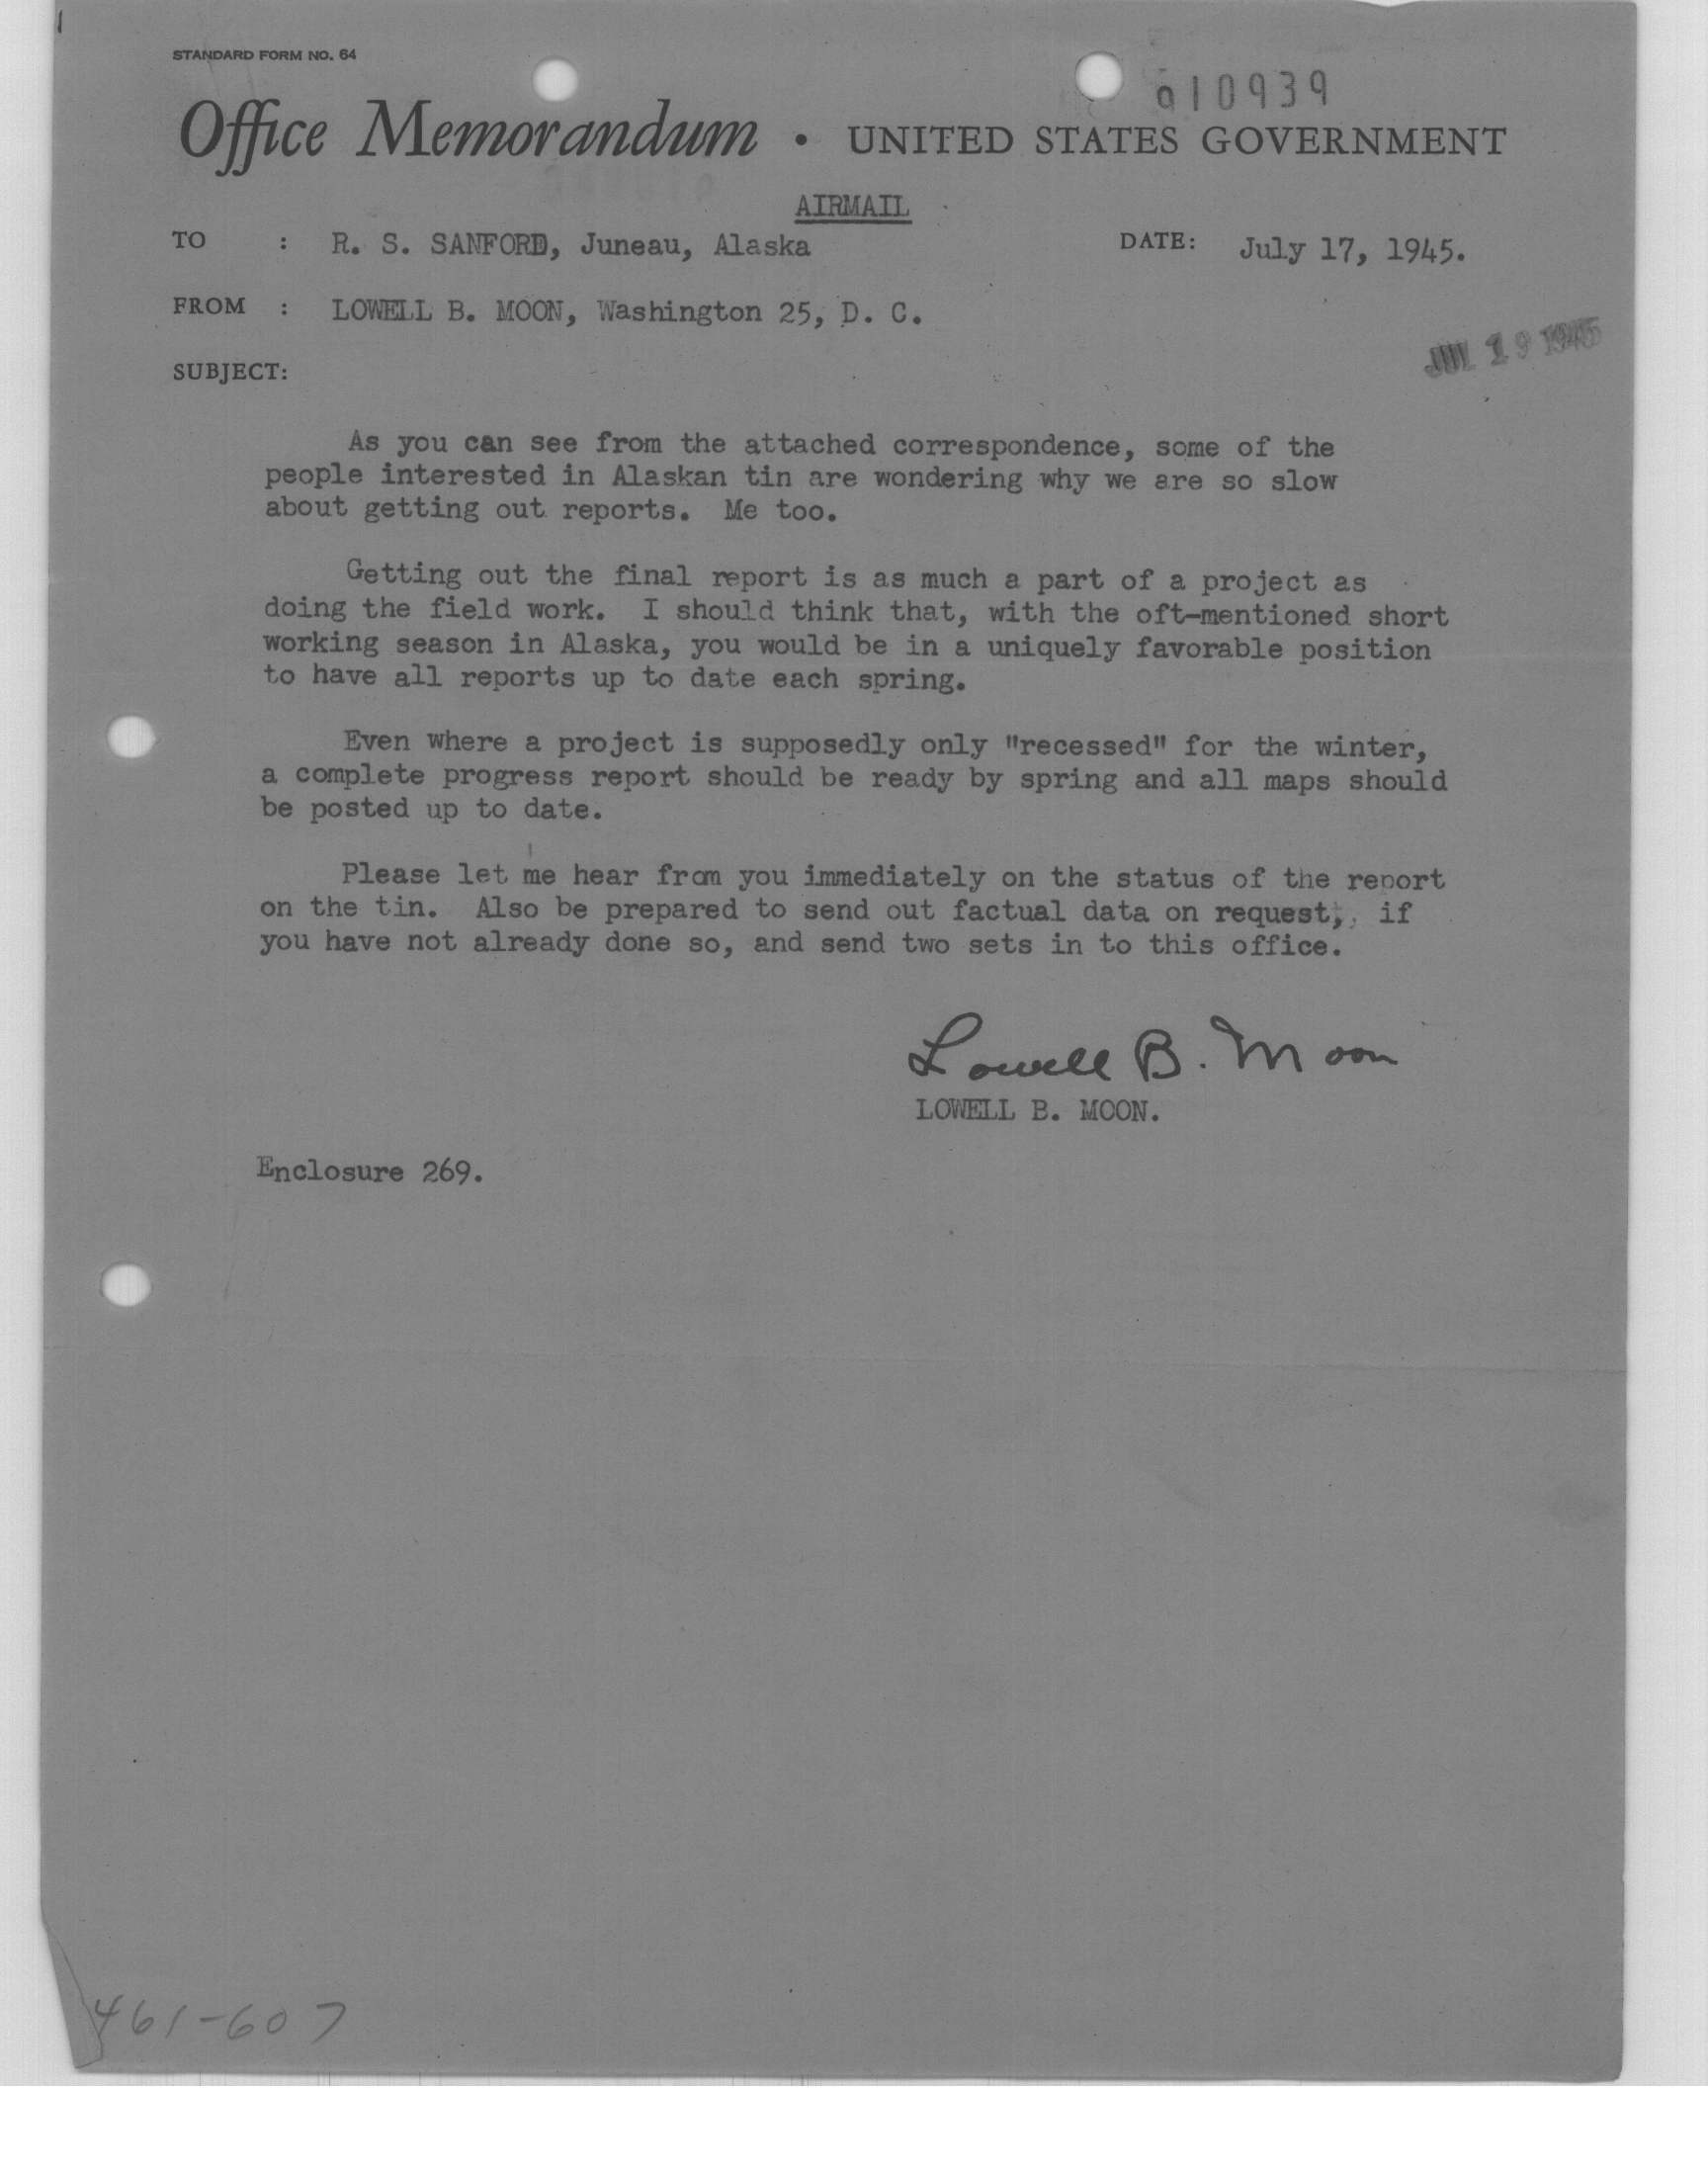 STANDARD FORM NO. 64
010939
Office Memorandum • UNITED STATES GOVERNMENT
AIRMAIL
TO : R. S. SANFORD, Juneau, Alaska DATE: July 17, 1945.
FROM : LOWELL B. MOON, Washington 25, D. C.
JUL 19 1945
SUBJECT:
As you can see from the attached correspondence, some of the
people interested in Alaskan tin are wondering why we are so slow
about getting out reports. Me too.
Getting out the final report is as much a part of a project as
doing the field work. I should think that, with the oft-mentioned short
working season in Alaska, you would be in a uniquely favorable position
to have all reports up to date each spring.
Even where a project is supposedly only "recessed" for the winter,
a complete progress report should be ready by spring and all maps should
be posted up to date.
Please let me hear from you immediately on the status of the report
on the tin. Also be prepared to send out factual data on request, if
you have not already done so, and send two sets in to this office.
Lowell B. Moon
LOWELL B. MOON.
Enclosure 269.
461-607